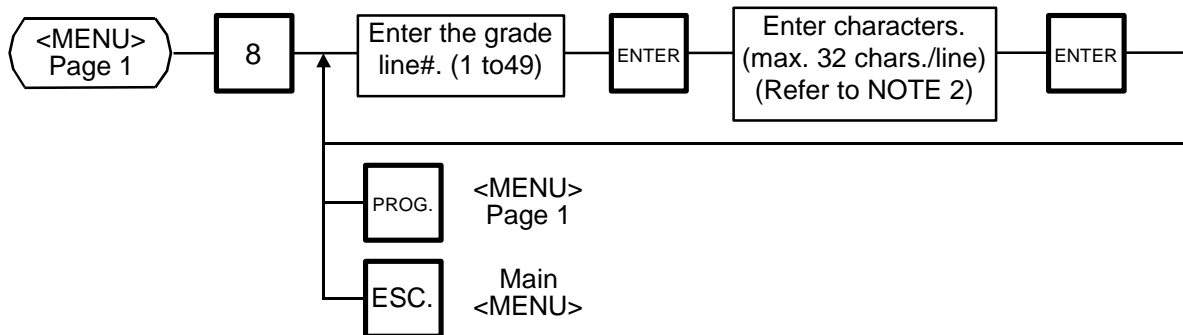 <MENU>
Page 1
8
Enter the grade
line#. (1 to49)
ENTER
Enter characters.
(max. 32 chars./line)
(Refer to NOTE 2)
ENTER
PROG.
<MENU>
Page 1
ESC.
Main
<MENU>